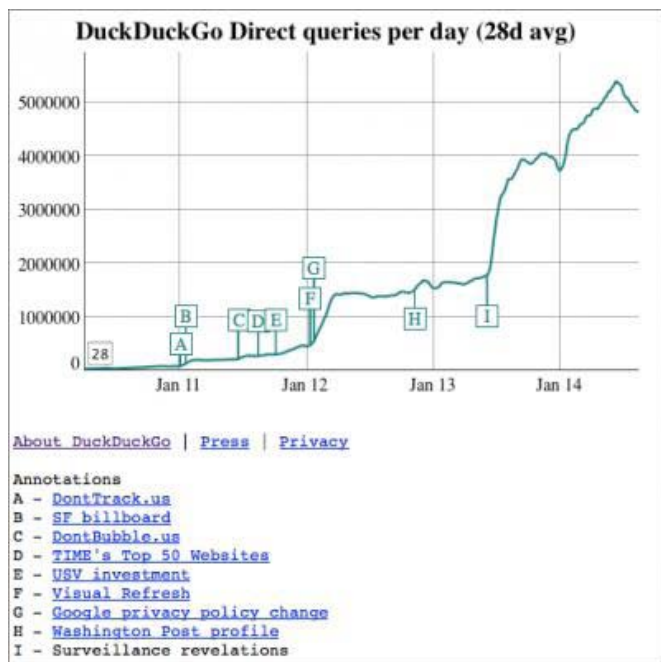 DuckDuckGo Direct queries per day (28d avg)
5000000
4000000
3000000
2000000
1000000
0
G
F
B
A
C D E
H
I
28
Jan 11 Jan 12 Jan 13 Jan 14
About DuckDuckGo | Press | Privacy
Annotations
A - DontTrack.us
B - SF billboard
C - DontBubble.us
D - TIME's Top 50 Websites
E - USV investment
F - Visual Refresh
G - Google privacy policy change
H - Washington Post profile
I - Surveillance revelations